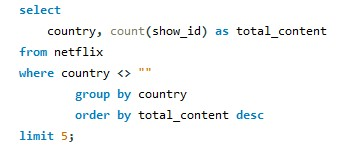 select
country, count(show_id) as total_content
from netflix
where country <> ""
group by country
order by total_content desc
limit 5;